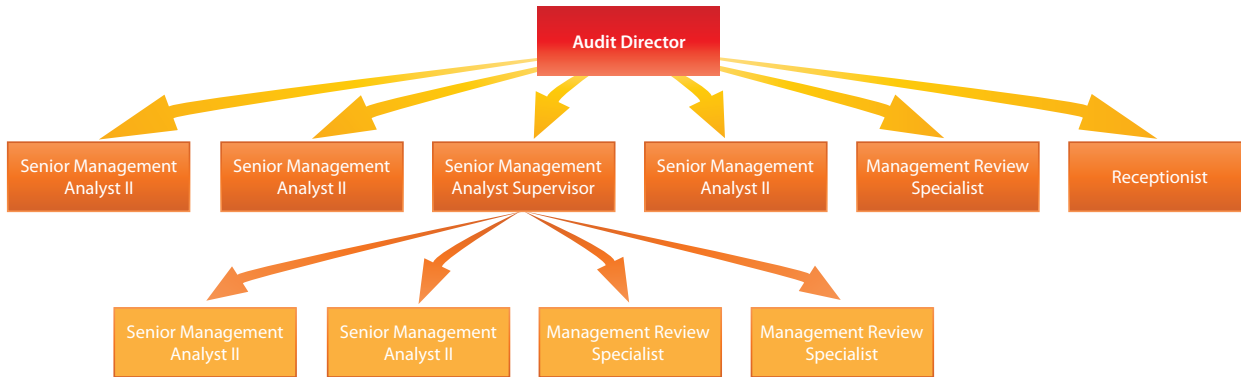 Audit Director
Senior Management
Analyst II
Senior Management
Analyst II
Senior Management
Analyst Supervisor
Senior Management
Analyst II
Management Review
Specialist
Receptionist
Senior Management
Analyst II
Senior Management
Analyst II
Management Review
Specialist
Management Review
Specialist